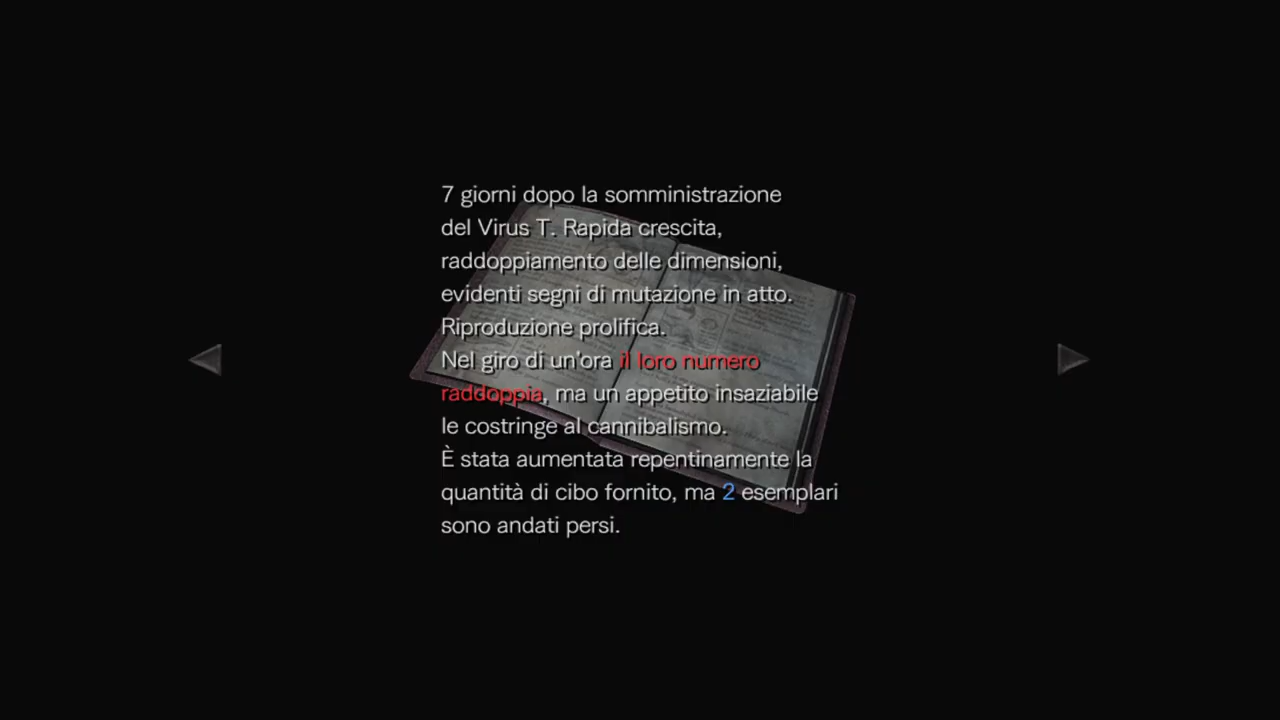 7 giorni dopo la somministrazione
del Virus T. Rapida crescita,
raddoppiamento delle dimensioni,
evidenti segni di mutazione in atto.
Riproduzione prolifica.
Nel giro di un'ora il loro numero
raddoppia, ma un appetito insaziabile
le costringe al cannibalismo.
È stata aumentata repentinamente la
quantità di cibo fornito, ma 2 esemplari
sono andati persi.